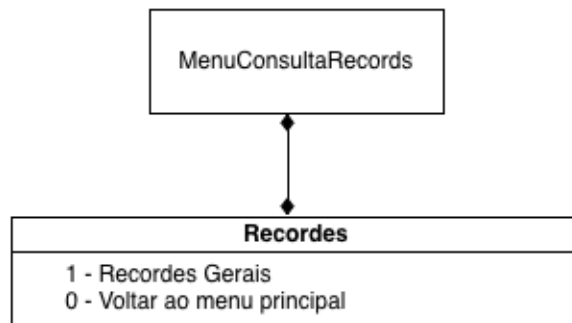 MenuConsultaRecords
Recordes
1 - Recordes Gerais
0 - Voltar ao menu principal